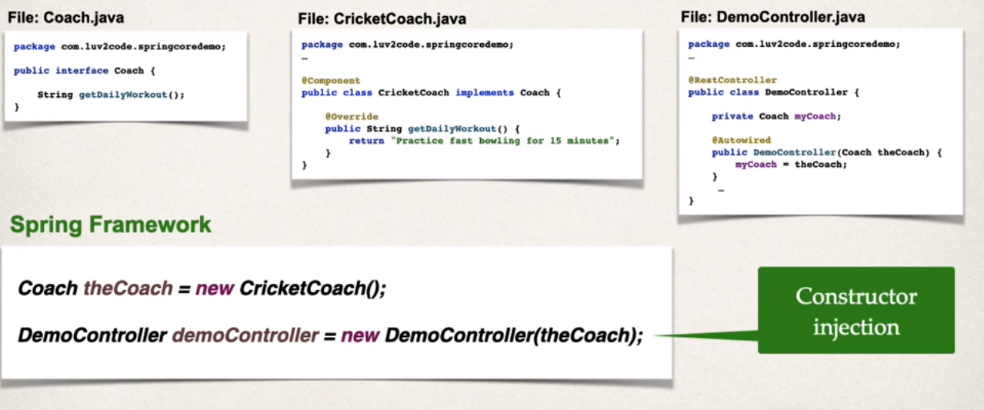 File: Coach.java
package com.luv2code.springcoredemo;
public interface Coach {
String getDailyWorkout();
}
File: CricketCoach.java
package com.luv2code.springcoredemo;
…
@Component
public class CricketCoach implements Coach {
@Override
public String getDailyWorkout() {
return "Practice fast bowling for 15 minutes";
}
}
File: DemoController.java
package com.luv2code.springcoredemo;
…
@RestController
public class DemoController {
private Coach myCoach;
@Autowired
public DemoController(Coach theCoach) {
myCoach = theCoach;
}
…
}
Spring Framework
Coach theCoach = new CricketCoach();
DemoController demoController = new DemoController(theCoach);
Constructor
injection